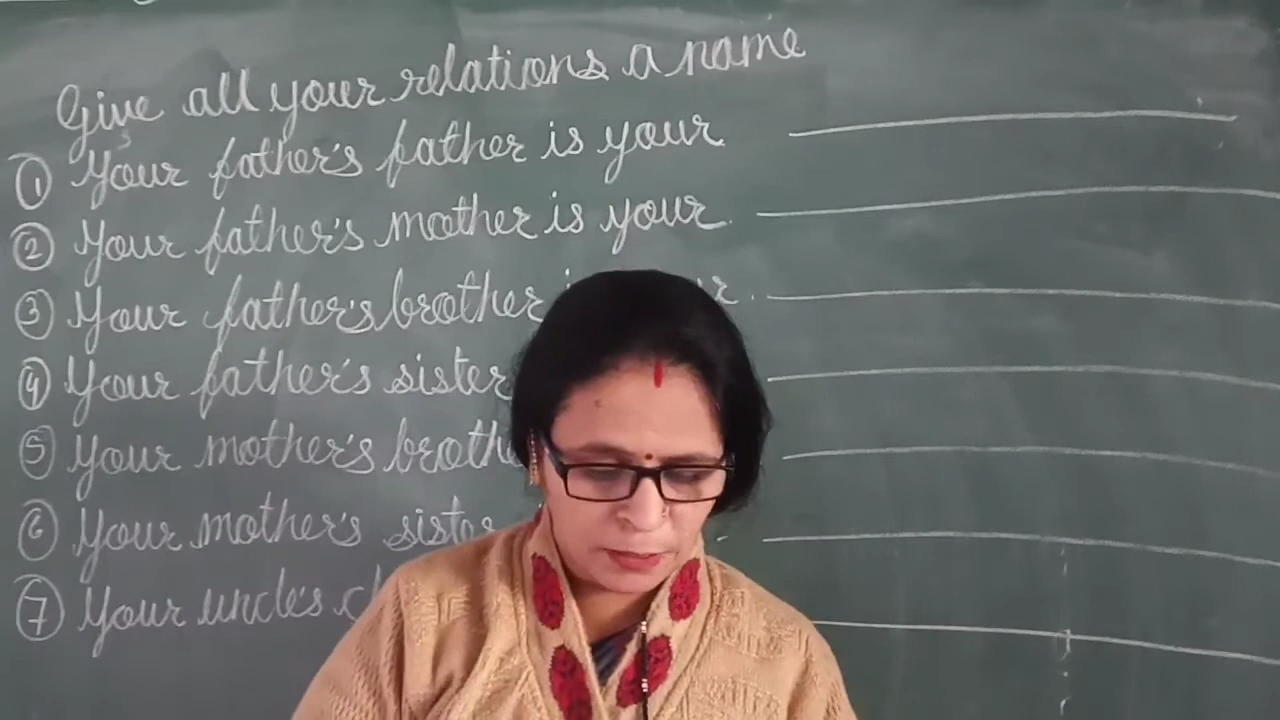 Give all your relations a name
① Your father's father is your
② Your father's mother is your
③ Your father's brother
④ Your father's sister
⑤ Your mother's
⑥ Your mother's sister
⑦ Your uncle's